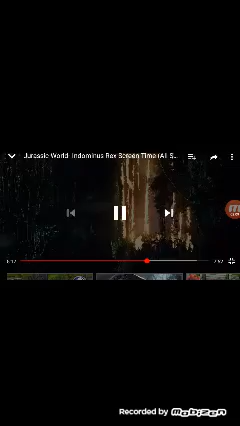 Jurassic World: Indominus Rex Screen Time (All S...
Recorded by mobizen